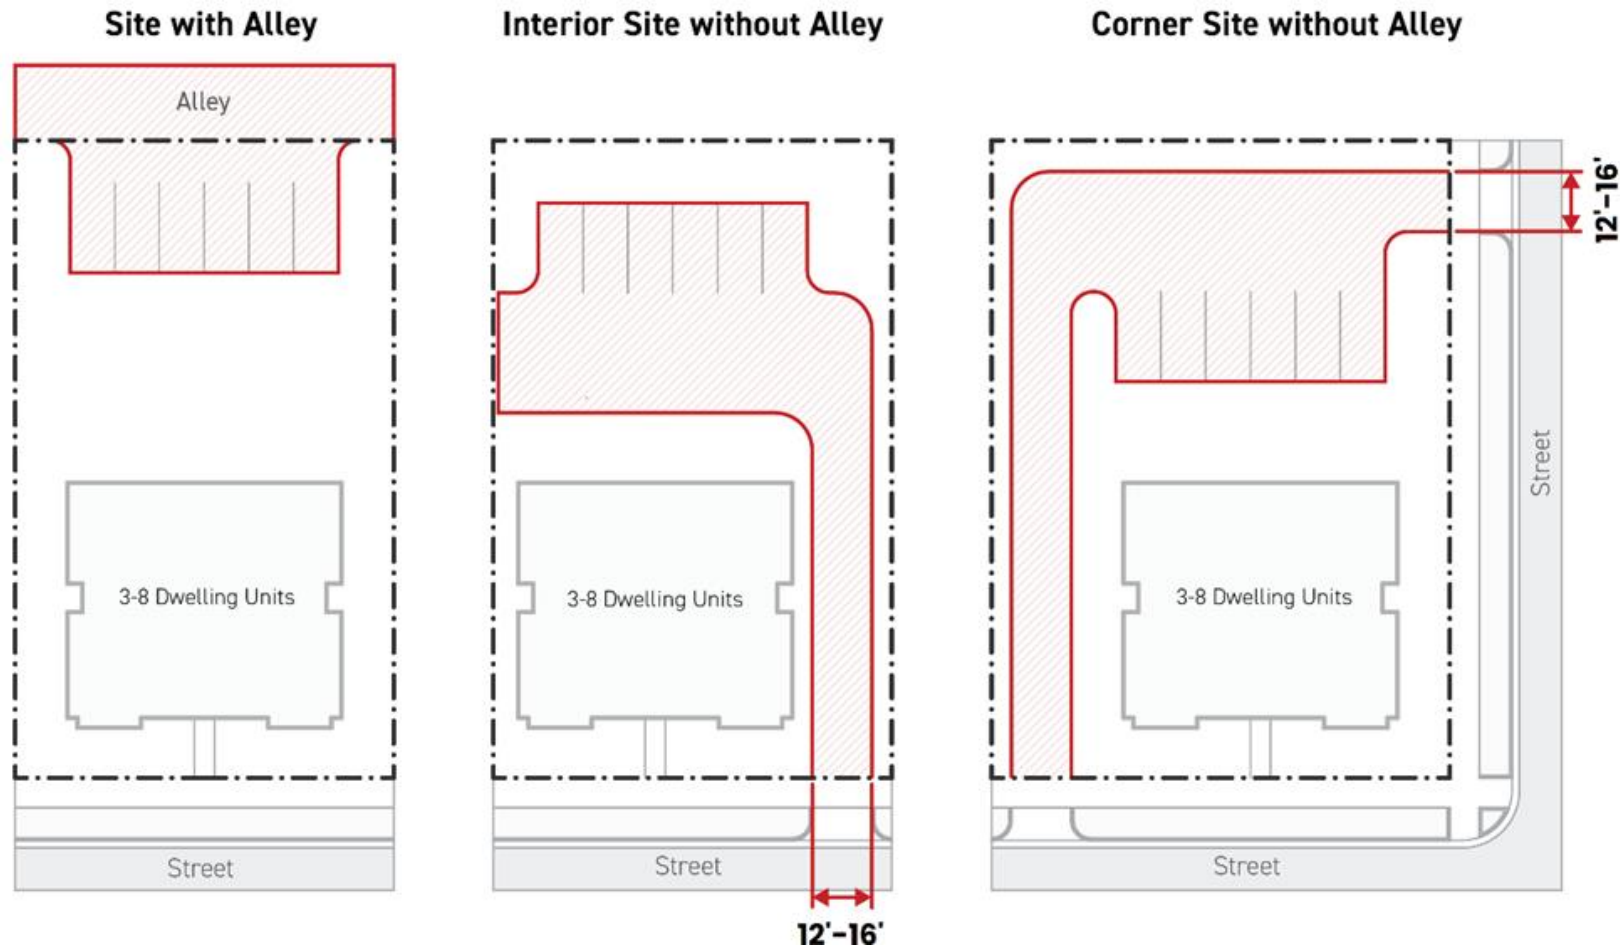 Site with Alley
Interior Site without Alley
Corner Site without Alley
Alley
12'-16'
Street
3-8 Dwelling Units
3-8 Dwelling Units
3-8 Dwelling Units
Street
Street
Street
12'-16'